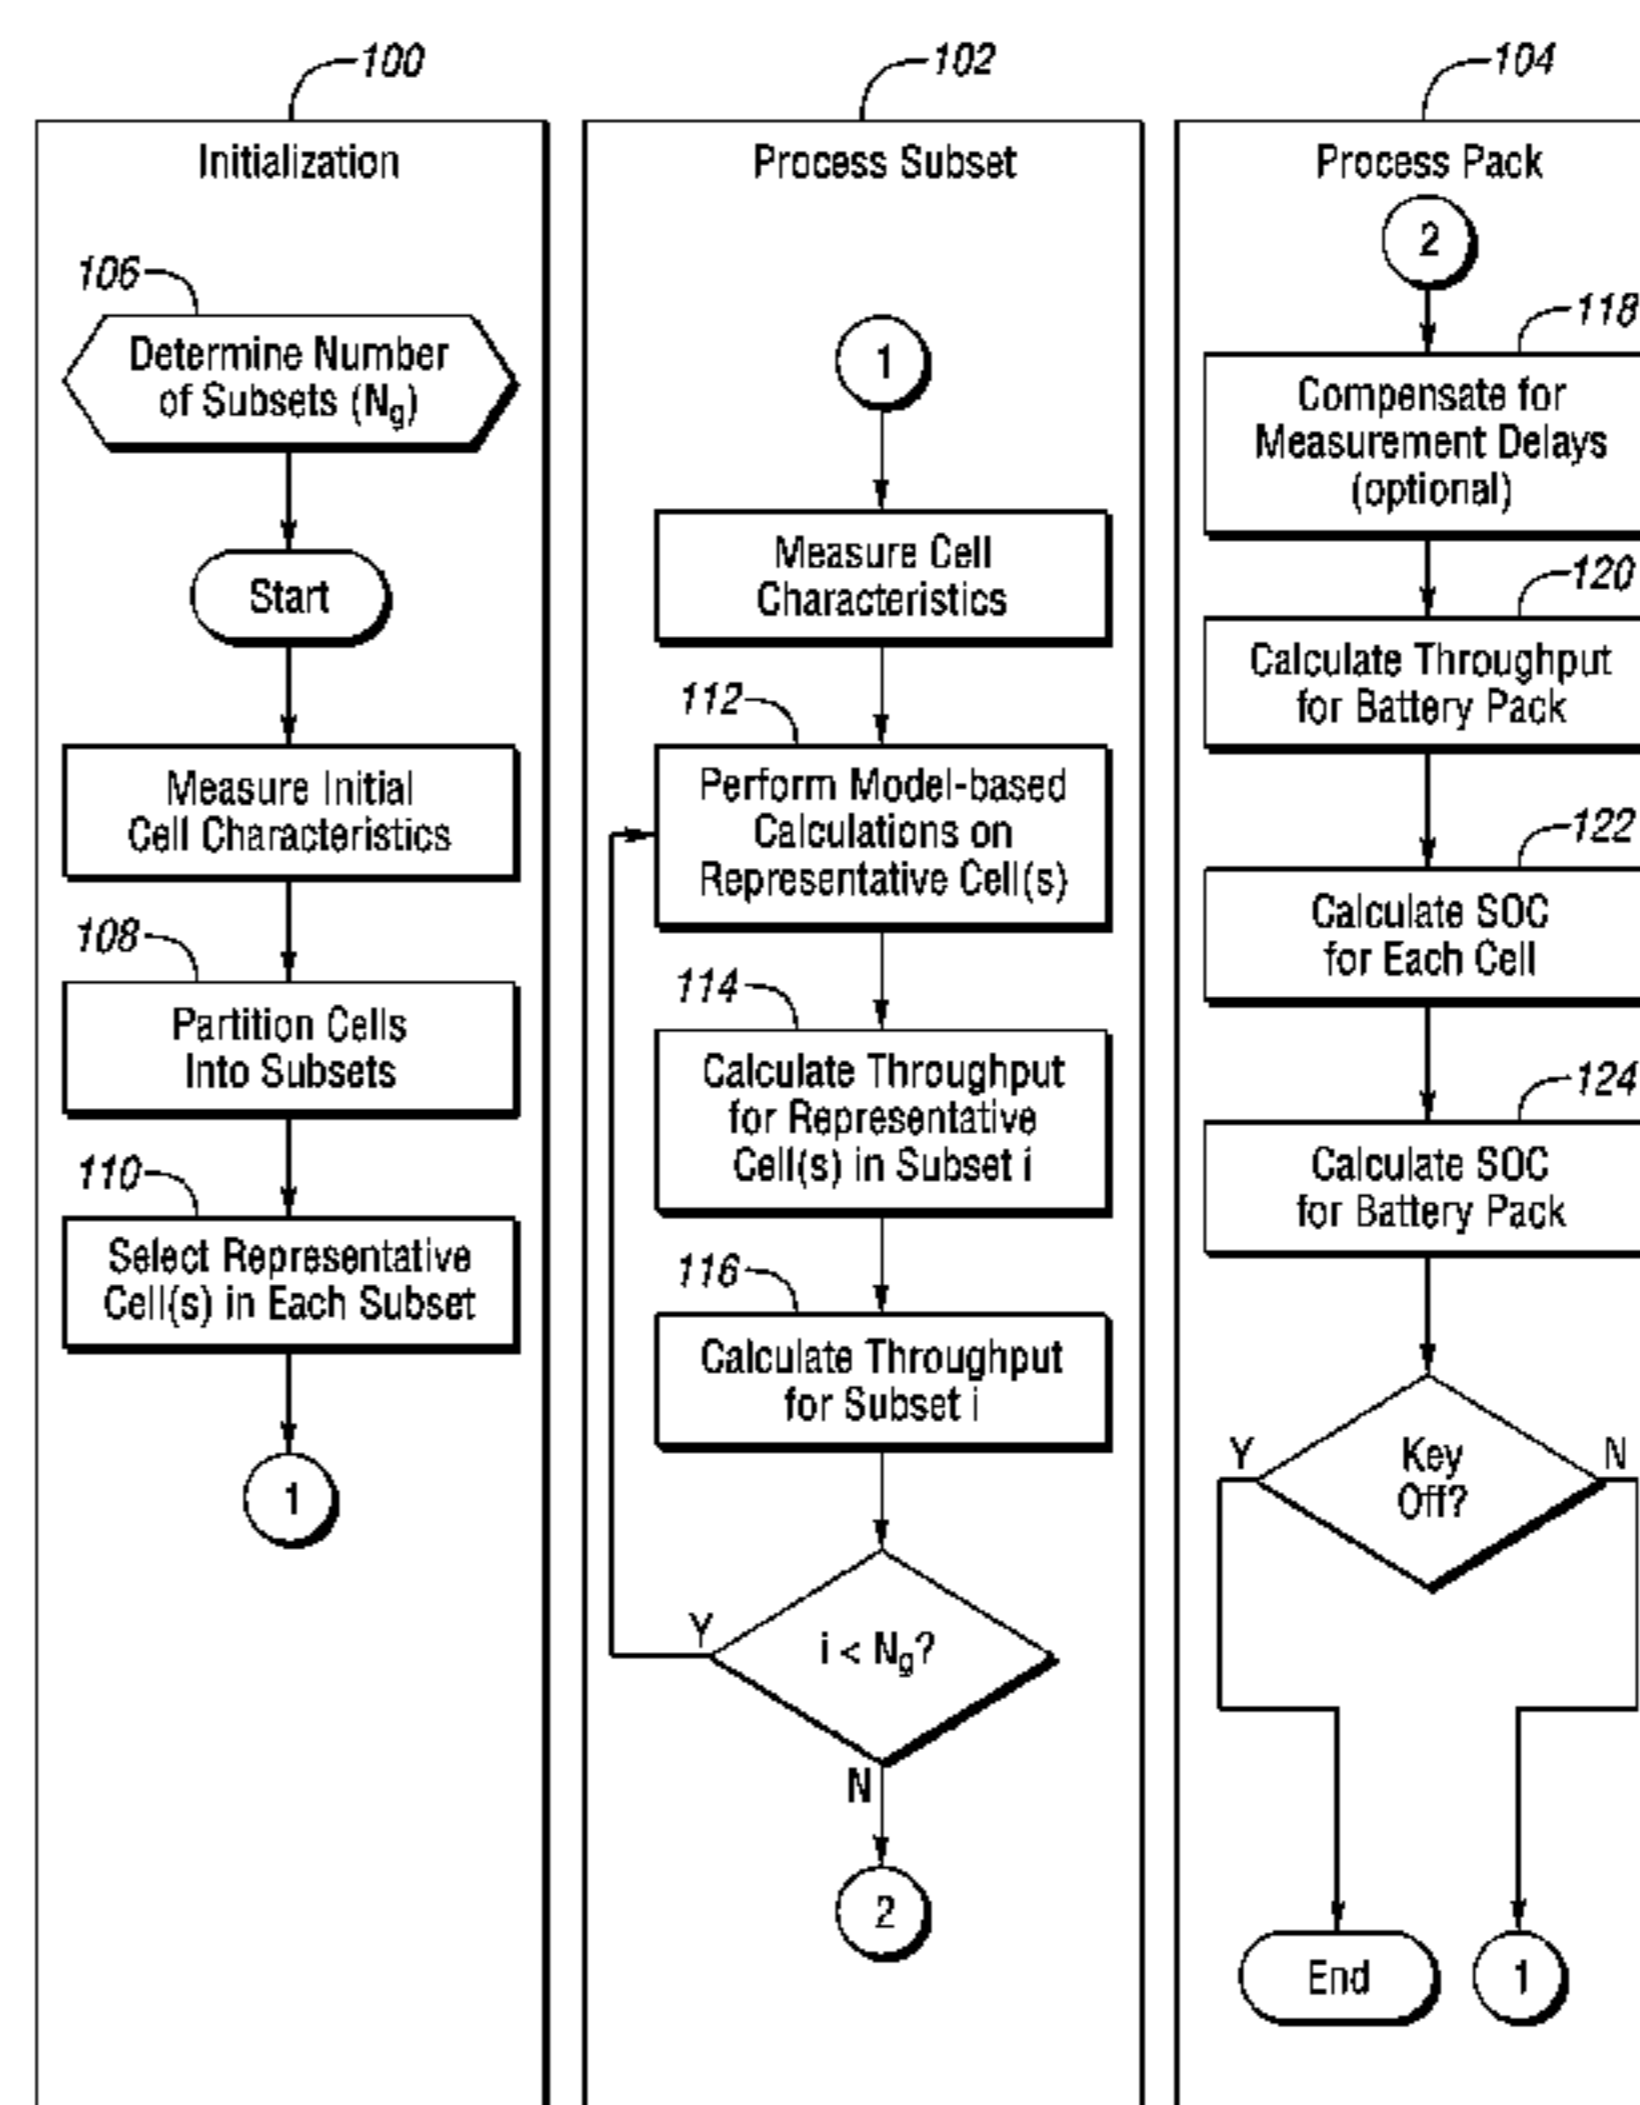 100
Initialization
106
Determine Number
of Subsets (Ng)
Start
Measure Initial
Cell Characteristics
108
Partition Cells
Into Subsets
110
Select Representative
Cell(s) in Each Subset
1
102
Process Subset
1
Measure Cell
Characteristics
112
Perform Model-based
Calculations on
Representative Cell(s)
114
Calculate Throughput
for Representative
Cell(s) in Subset i
116
Calculate Throughput
for Subset i
i < Ng?
Y
N
2
104
Process Pack
2
118
Compensate for
Measurement Delays
(optional)
120
Calculate Throughput
for Battery Pack
122
Calculate SOC
for Each Cell
124
Calculate SOC
for Battery Pack
Y
Key
Off?
N
End
1